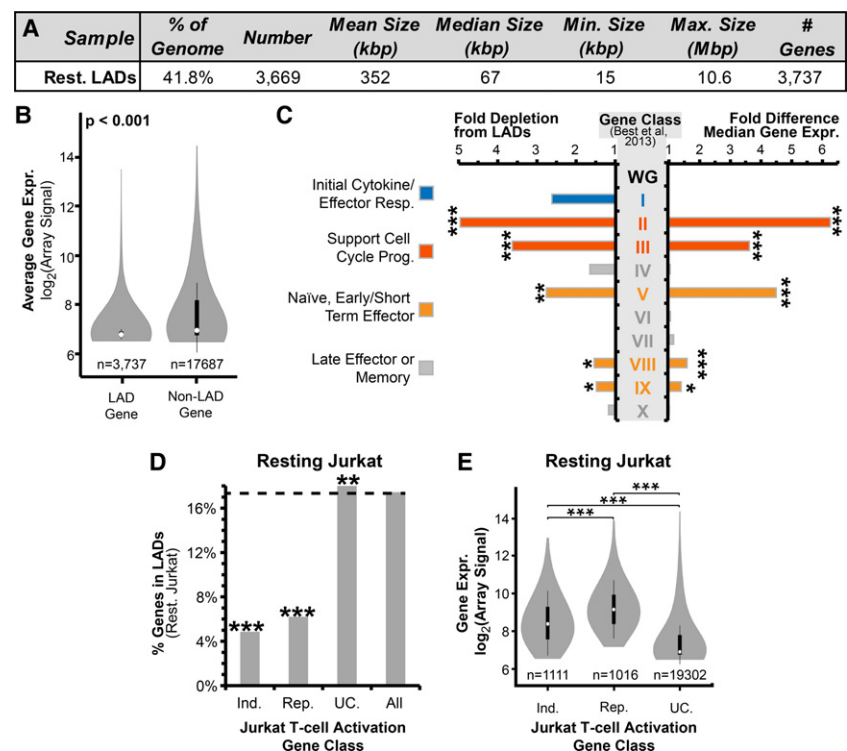 A
Sample
% of Genome
Number
Mean Size (kbp)
Median Size (kbp)
Min. Size (kbp)
Max. Size (Mbp)
# Genes
Rest. LADs 41.8% 3,669 352 67 15 10.6 3,737
B
p < 0.001
Average Gene Expr.
log2(Array Signal)
14
12
10
8
6
n=3,737 n=17687
LAD Gene
Non-LAD Gene
C
Fold Depletion from LADs
Gene Class
(Best et al, 2013)
Fold Difference Median Gene Expr.
5 4 3 2 1
1 2 3 4 5 6
Initial Cytokine/
Effector Resp.
Support Cell
Cycle Prog.
Naïve, Early/Short
Term Effector
Late Effector or
Memory
WG
I
*** II ***
*** III ***
IV
** V ***
VI
VII
* VIII ***
* IX *
X
D
Resting Jurkat
% Genes in LADs
(Rest. Jurkat)
16%
12%
8%
4%
0%
***
***
**
Ind. Rep. UC. All
Jurkat T-cell Activation
Gene Class
E
Resting Jurkat
Gene Expr.
log2(Array Signal)
14
12
10
8
6
***
***
***
n=1111 n=1016 n=19302
Ind. Rep. UC.
Jurkat T-cell Activation
Gene Class